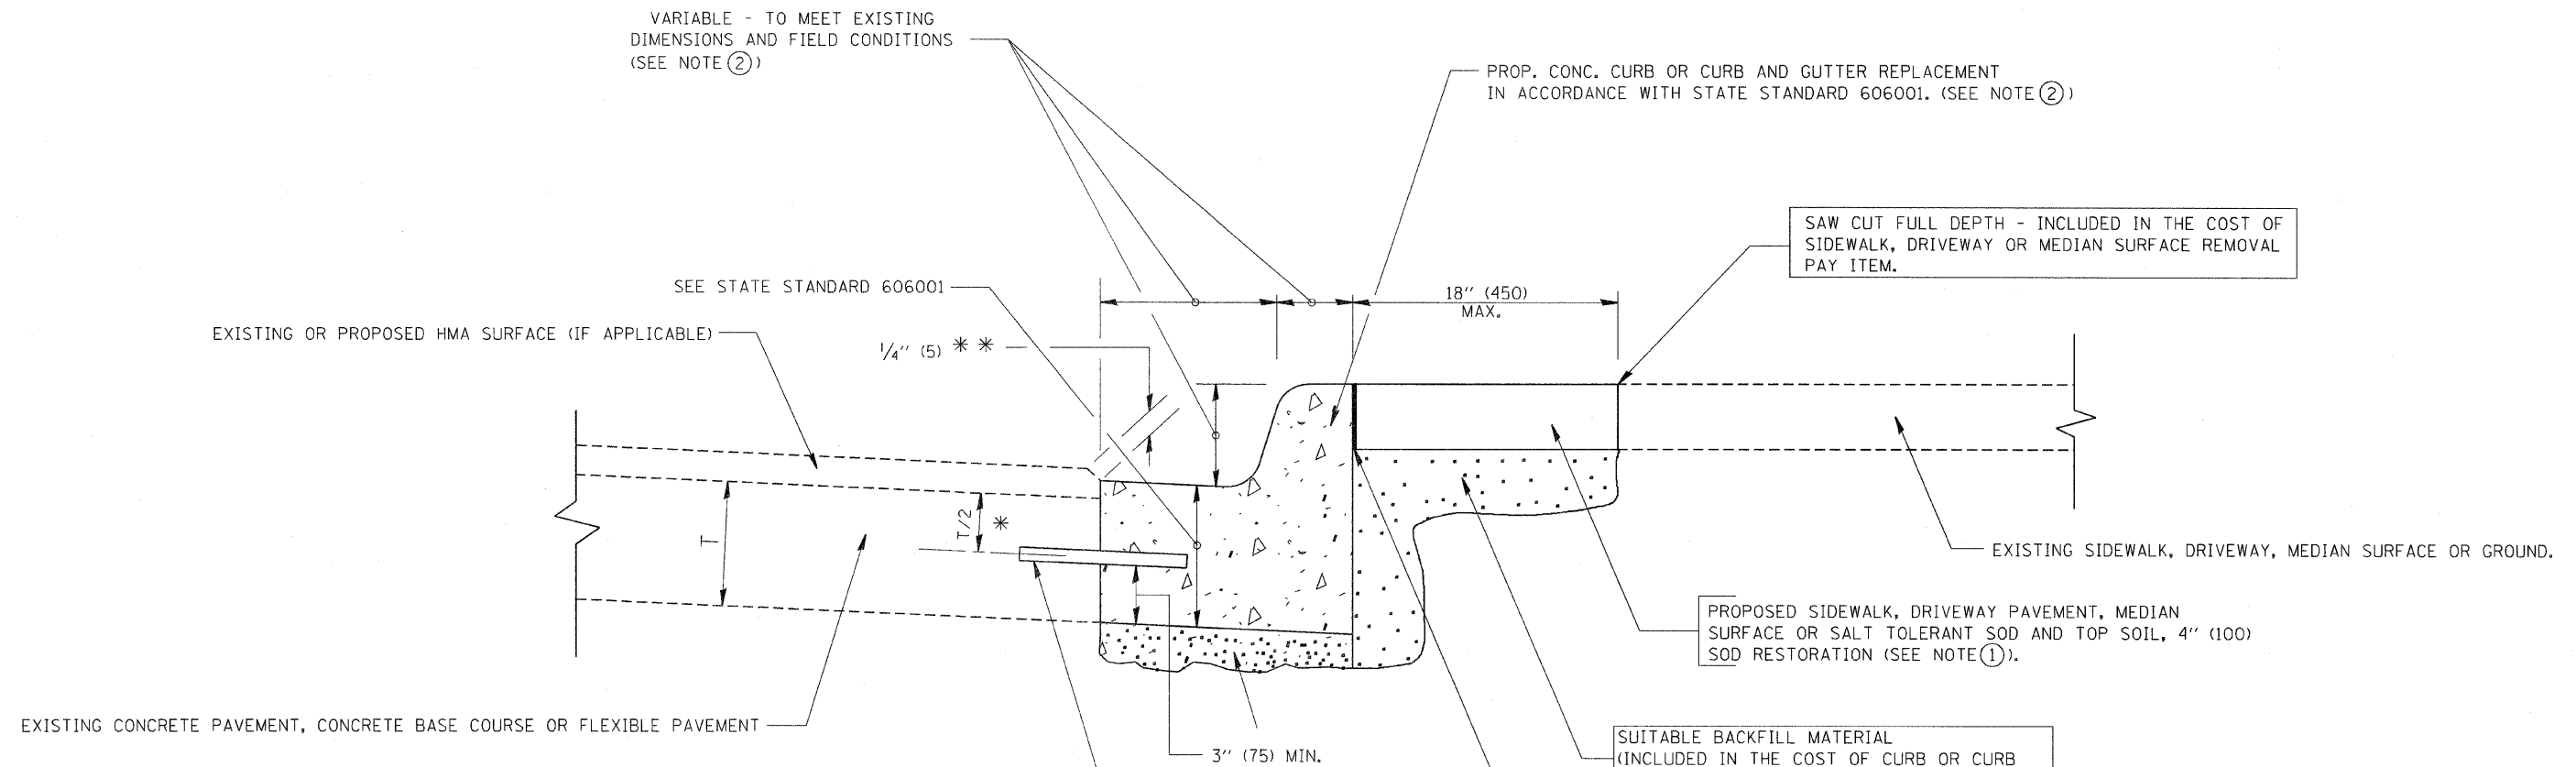 VARIABLE - TO MEET EXISTING
DIMENSIONS AND FIELD CONDITIONS
(SEE NOTE ②)
PROP. CONC. CURB OR CURB AND GUTTER REPLACEMENT
IN ACCORDANCE WITH STATE STANDARD 606001. (SEE NOTE ②)
SAW CUT FULL DEPTH - INCLUDED IN THE COST OF
SIDEWALK, DRIVEWAY OR MEDIAN SURFACE REMOVAL
PAY ITEM.
SEE STATE STANDARD 606001
18" (450)
MAX.
EXISTING OR PROPOSED HMA SURFACE (IF APPLICABLE)
1/4" (5) * *
T
T/2 *
EXISTING SIDEWALK, DRIVEWAY, MEDIAN SURFACE OR GROUND.
PROPOSED SIDEWALK, DRIVEWAY PAVEMENT, MEDIAN
SURFACE OR SALT TOLERANT SOD AND TOP SOIL, 4" (100)
SOD RESTORATION (SEE NOTE ①).
EXISTING CONCRETE PAVEMENT, CONCRETE BASE COURSE OR FLEXIBLE PAVEMENT
3" (75) MIN.
SUITABLE BACKFILL MATERIAL
(INCLUDED IN THE COST OF CURB OR CURB